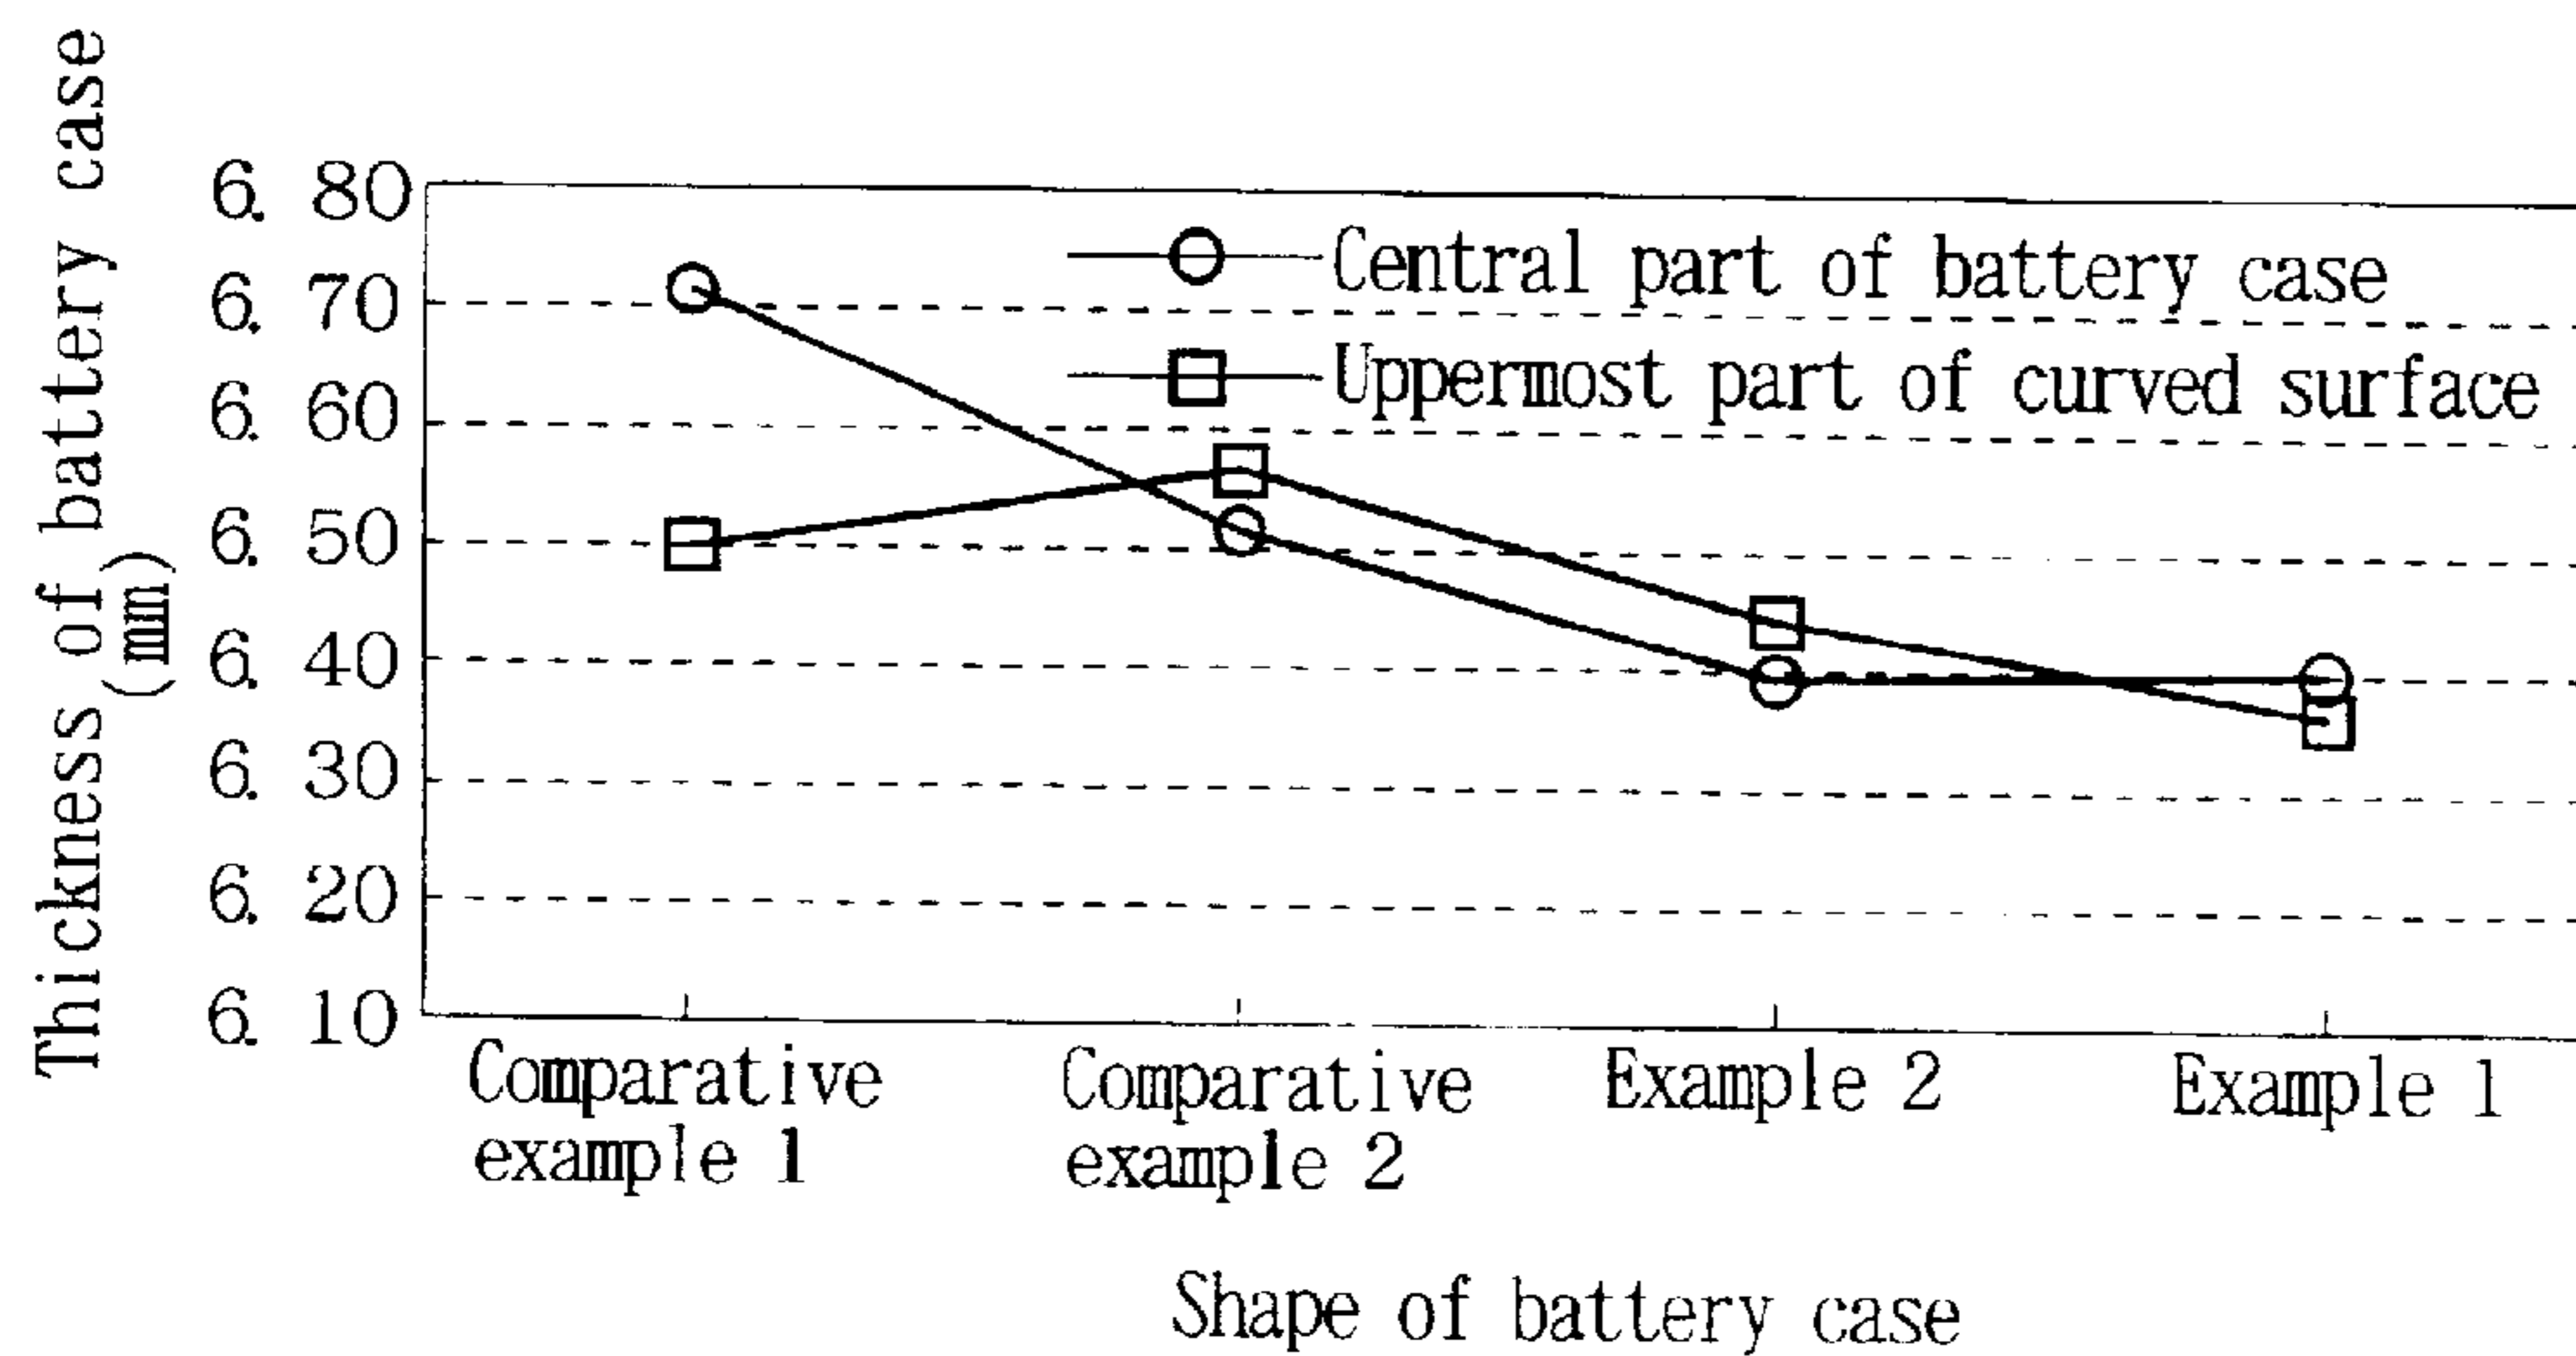 Thickness of battery case
(mm)
6. 80
6. 70
6. 60
6. 50
6. 40
6. 30
6. 20
6. 10
Central part of battery case
Uppermost part of curved surface
Comparative
example 1
Comparative
example 2
Example 2
Example 1
Shape of battery case